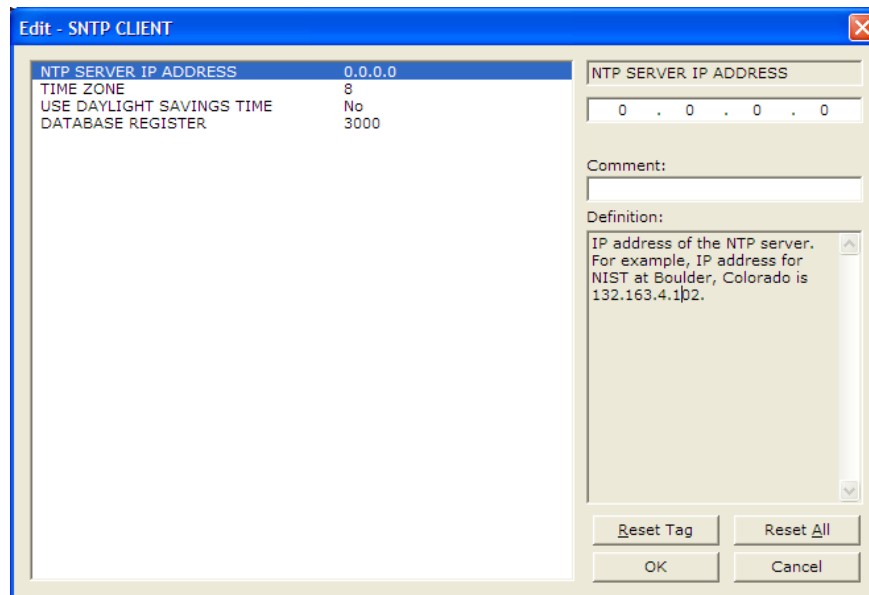 Edit - SNTP CLIENT
NTP SERVER IP ADDRESS 0.0.0.0
TIME ZONE 8
USE DAYLIGHT SAVINGS TIME No
DATABASE REGISTER 3000
NTP SERVER IP ADDRESS
0 . 0 . 0 . 0
Comment:
Definition:
IP address of the NTP server.
For example, IP address for
NIST at Boulder, Colorado is
132.163.4.102.
Reset Tag Reset All
OK Cancel